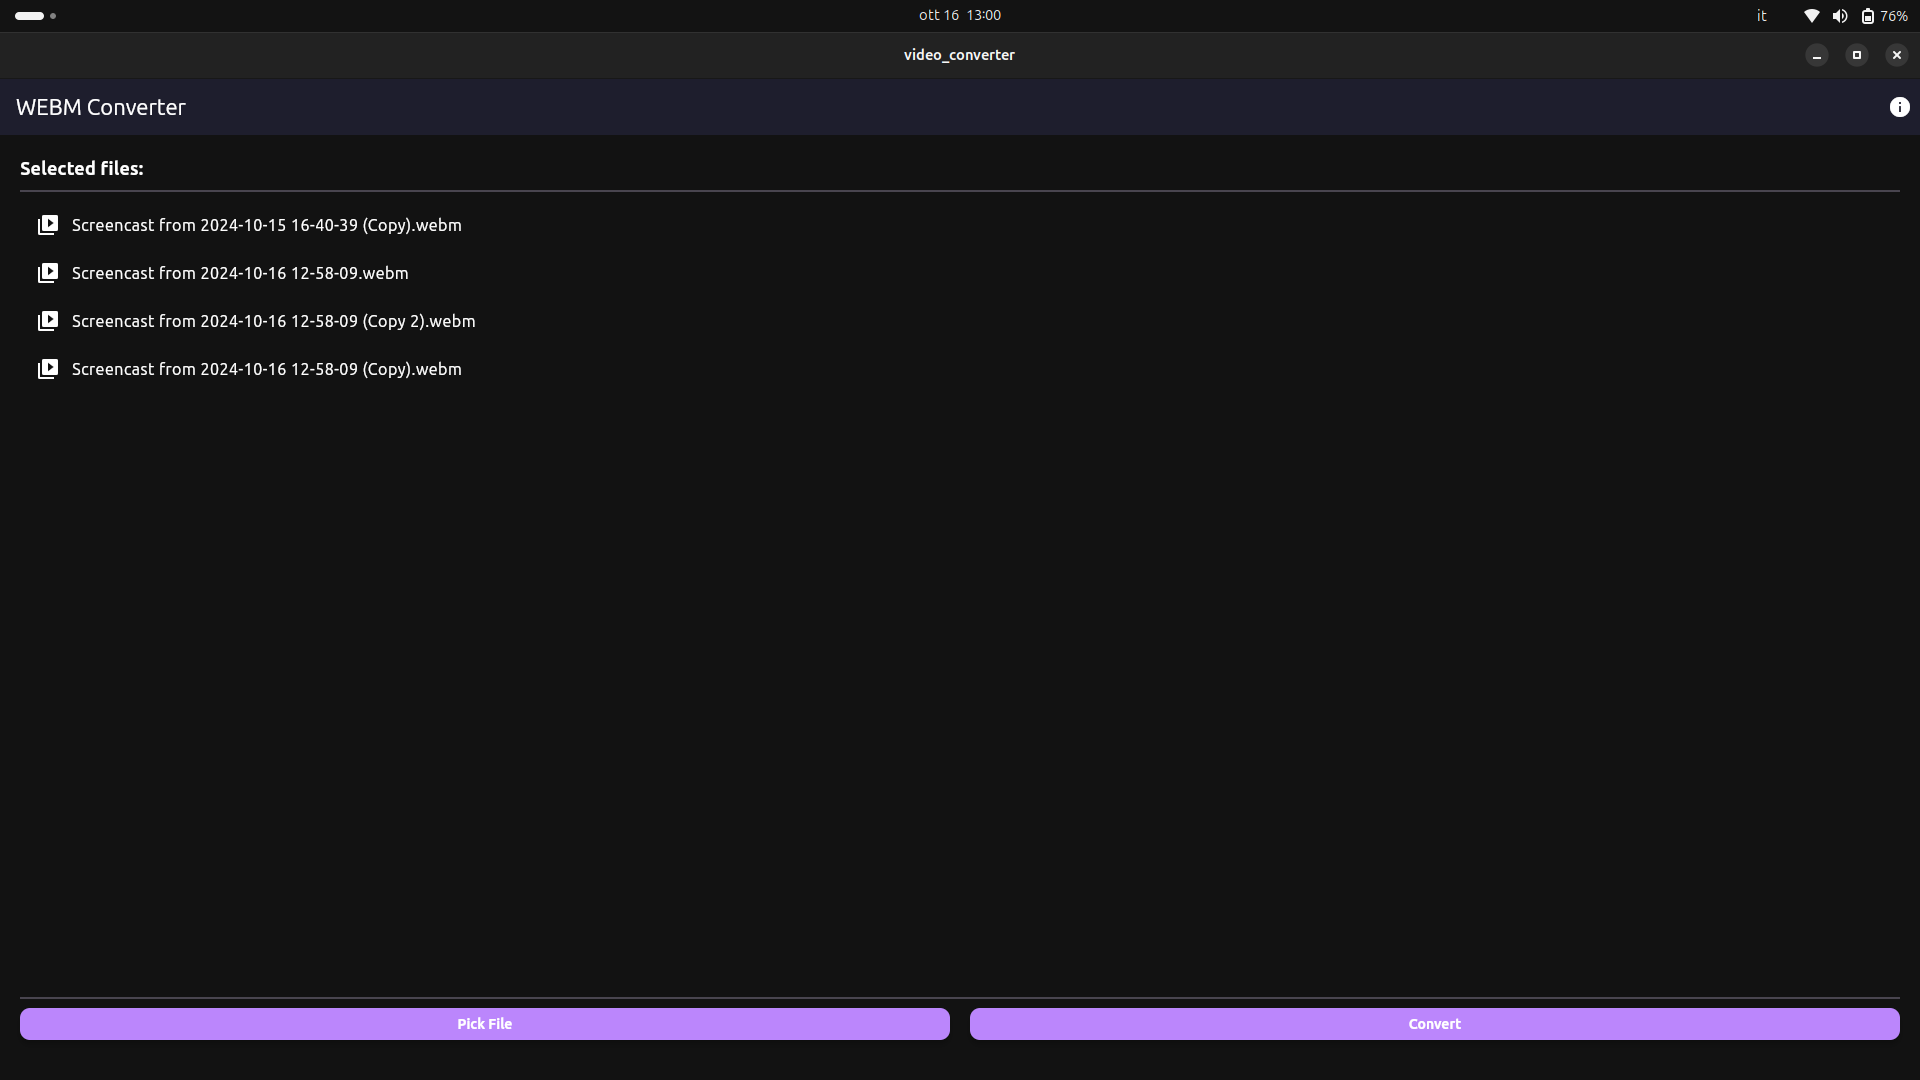 ott 16 13:00
it
76%
video_converter
WEBM Converter
Selected files:
Screencast from 2024-10-15 16-40-39 (Copy).webm
Screencast from 2024-10-16 12-58-09.webm
Screencast from 2024-10-16 12-58-09 (Copy 2).webm
Screencast from 2024-10-16 12-58-09 (Copy).webm
Pick File
Convert